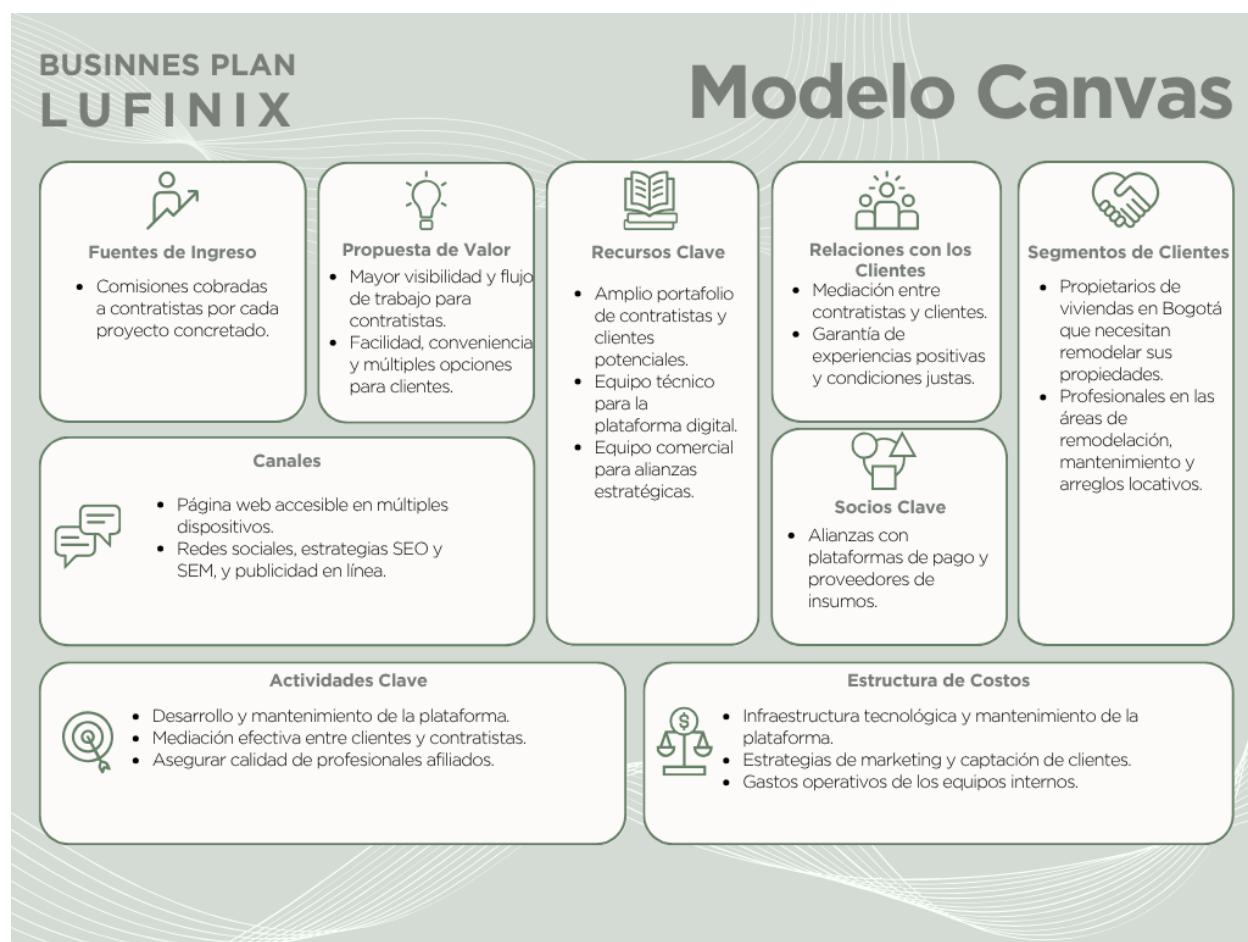 BUSINNES PLAN
LUFINIX
Modelo Canvas
Fuentes de Ingreso
• Comisiones cobradas
a contratistas por cada
proyecto concretado.
Propuesta de Valor
• Mayor visibilidad y flujo
de trabajo para
contratistas.
• Facilidad, conveniencia
y múltiples opciones
para clientes.
Recursos Clave
• Amplio portafolio
de contratistas y
clientes
potenciales.
• Equipo técnico
para la
plataforma digital.
• Equipo comercial
para alianzas
estratégicas.
Relaciones con los
Clientes
• Mediación entre
contratistas y clientes.
• Garantía de
experiencias positivas
y condiciones justas.
Segmentos de Clientes
• Propietarios de
viviendas en Bogotá
que necesitan
remodelar sus
propiedades.
• Profesionales en las
áreas de
remodelación,
mantenimiento y
arreglos locativos.
Canales
• Página web accesible en múltiples
dispositivos.
• Redes sociales, estrategias SEO y
SEM, y publicidad en línea.
Socios Clave
• Alianzas con
plataformas de pago y
proveedores de
insumos.
Actividades Clave
• Desarrollo y mantenimiento de la plataforma.
• Mediación efectiva entre clientes y contratistas.
• Asegurar calidad de profesionales afiliados.
Estructura de Costos
$
• Infraestructura tecnológica y mantenimiento de la
plataforma.
• Estrategias de marketing y captación de clientes.
• Gastos operativos de los equipos internos.